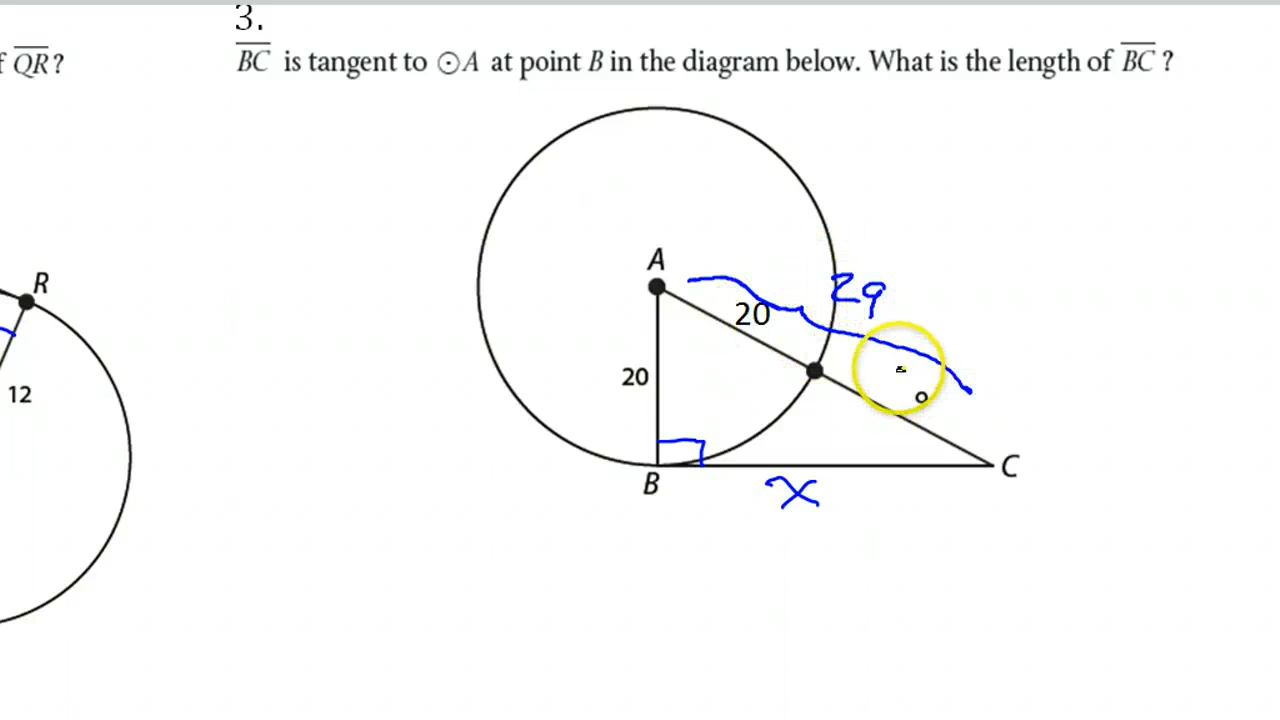 3.
f QR?
BC is tangent to ⊙A at point B in the diagram below. What is the length of BC ?
A
R
29
20
20
12
B
C
x